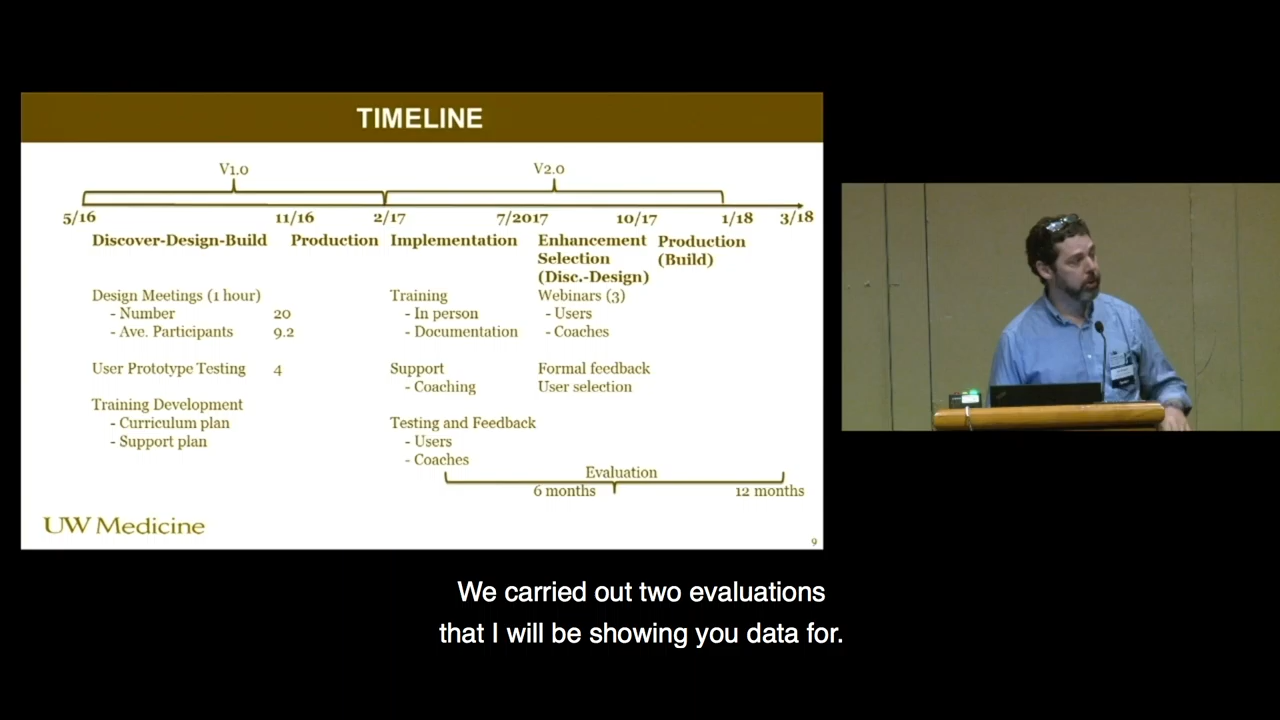 TIMELINE
V1.0 V2.0
5/16 11/16 2/17 7/2017 10/17 1/18 3/18
Discover-Design-Build Production Implementation Enhancement Selection (Disc.-Design) Production (Build)
Design Meetings (1 hour)
- Number 20
- Ave. Participants 9.2
User Prototype Testing 4
Training Development
- Curriculum plan
- Support plan
Training
- In person
- Documentation
Support
- Coaching
Testing and Feedback
- Users
- Coaches
Webinars (3)
- Users
- Coaches
Formal feedback
User selection
Evaluation
6 months 12 months
UW Medicine
9
We carried out two evaluations
that I will be showing you data for.